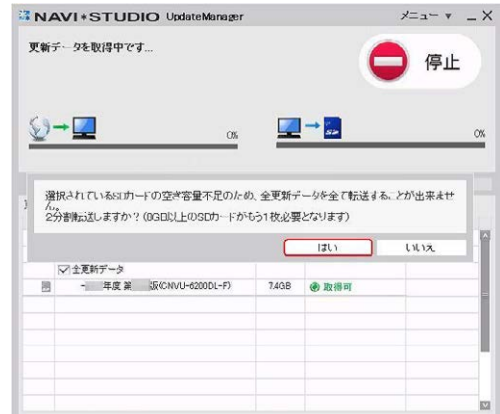 NAVI*STUDIO UpdateManager メニュー
更新データを取得中です...
停止
0% 0%
選択されているSDカードの空き容量不足のため、全更新データを全て転送することが出来ませ
ん。
2分割転送しますか？(8GB以上のSDカードがもう1枚必要となります)
はい いいえ
全更新データ
年度 第 版(CNVU-6200DL-F) 7.4GB 取得可